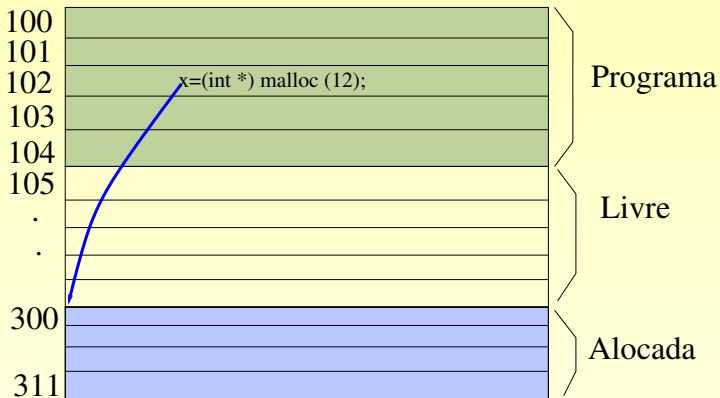 100
101
102 x=(int *) malloc (12);
Programa
103
104
105
Livre
.
.
300
Alocada
311